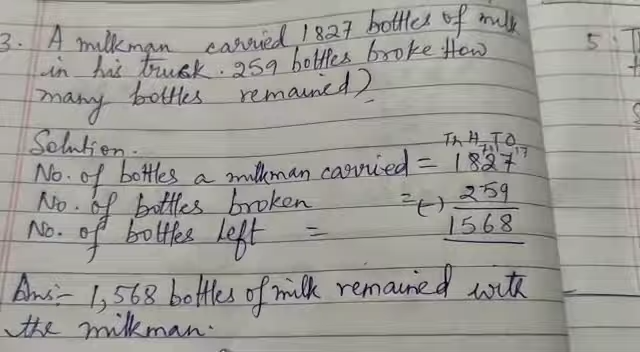 3. A milkman carried 1827 bottles of milk
in his truck. 259 bottles broke How
many bottles remained?
Solution.
Th H T O
No. of bottles a milkman carried = 1827
No. of bottles broken = (-) 259
No. of bottles left = 1568
Ans:- 1,568 bottles of milk remained with
the milkman.
5.